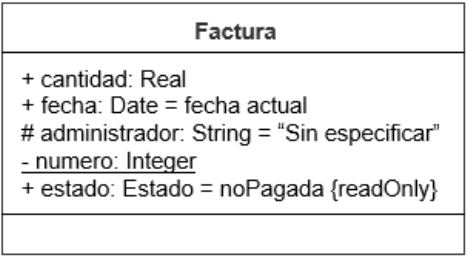 Factura
+ cantidad: Real
+ fecha: Date = fecha actual
# administrador: String = “Sin especificar”
- numero: Integer
+ estado: Estado = noPagada {readOnly}